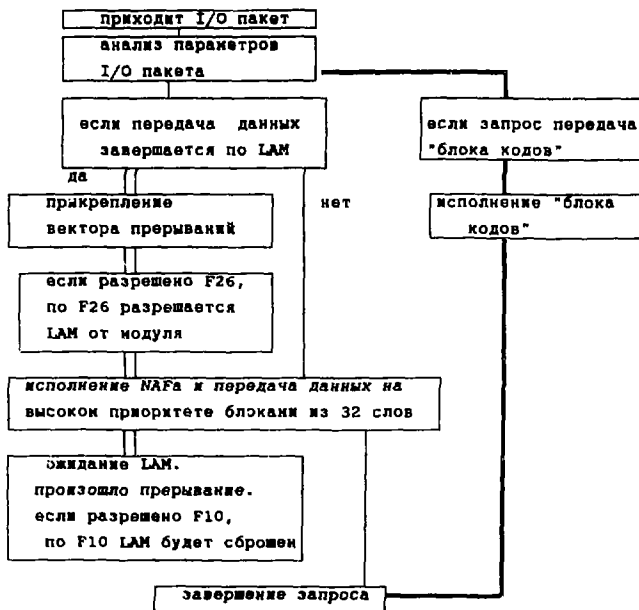 приходит I/O пакет
анализ параметров
I/O пакета
если передача данных
завершается по LAM
если запрос передача
"блока кодов"
да
нет
прикрепление
вектора прерываний
исполнение "блока
кодов"
если разрешено F26,
по F26 разрешается
LAM от модуля
исполнение NAFa и передача данных на
высоком приоритете блоками из 32 слов
ожидание LAM.
произошло прерывание.
если разрешено F10,
по F10 LAM будет сброшен
завершение запроса